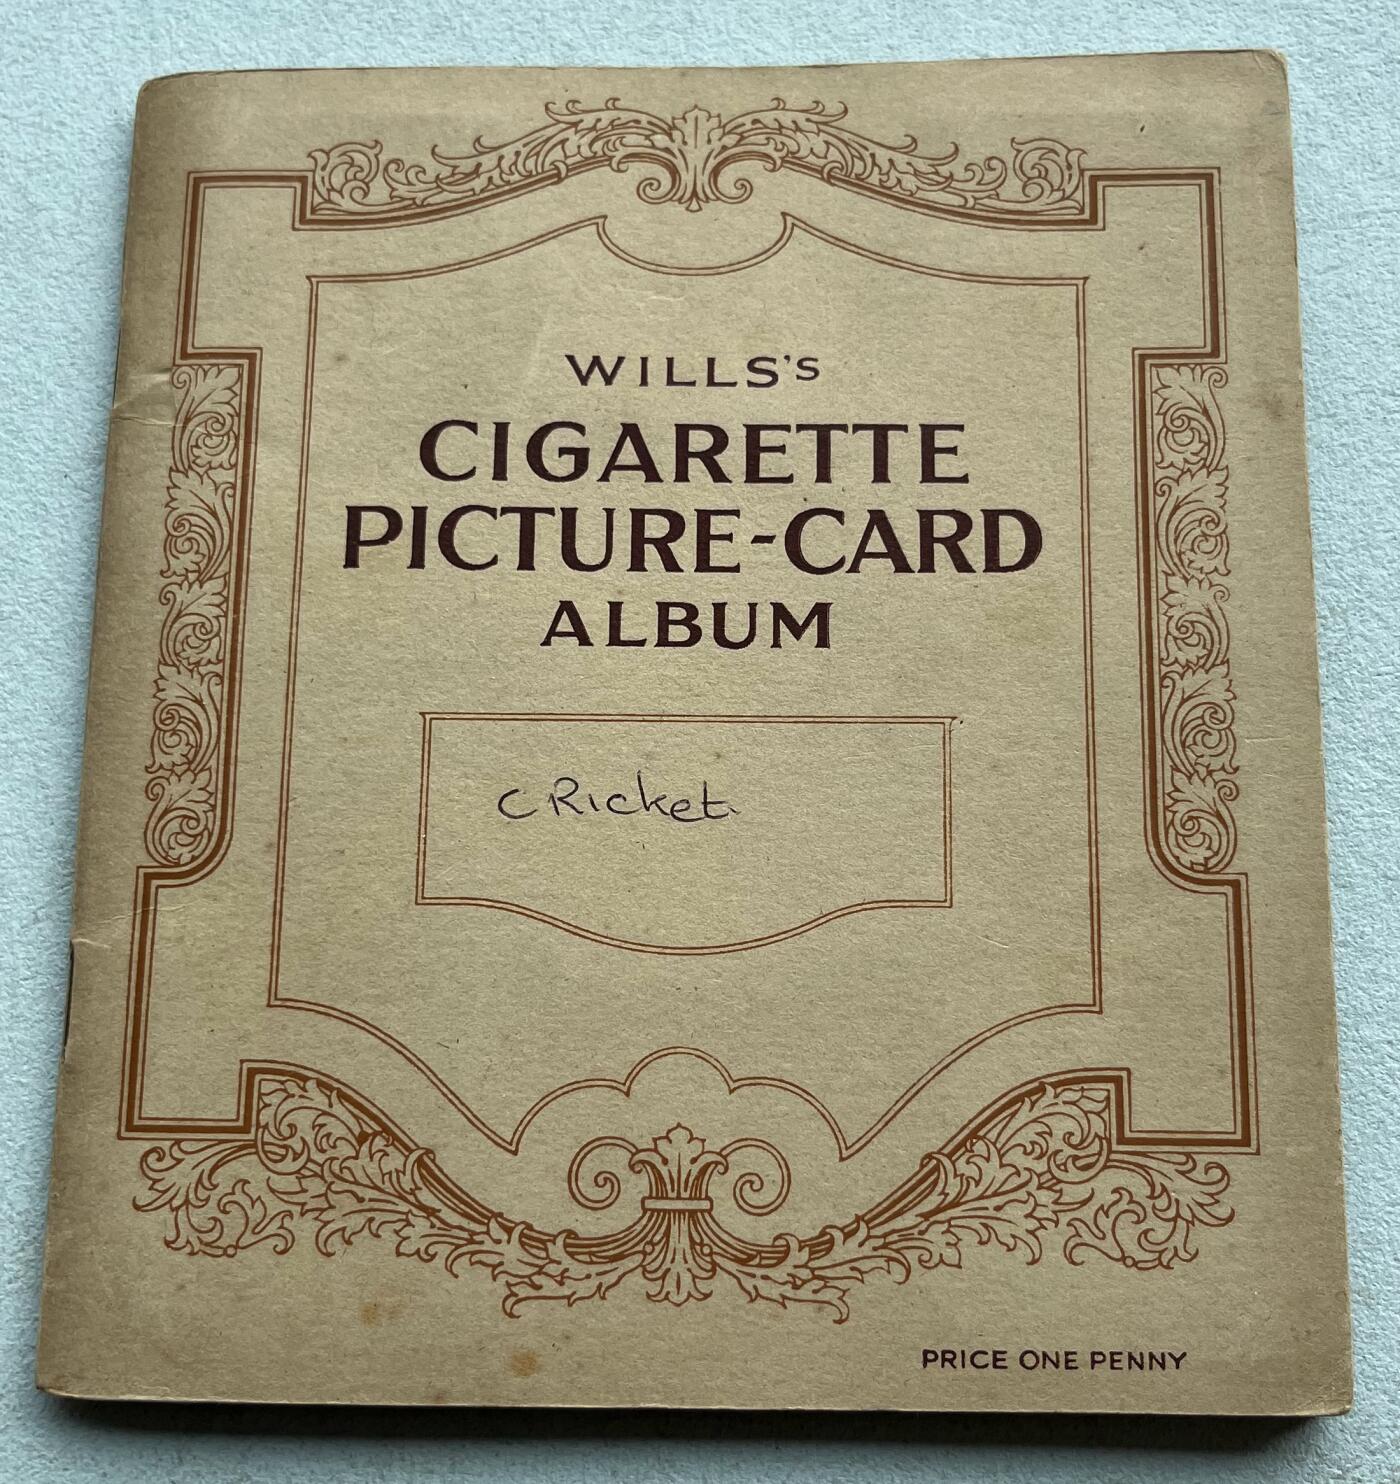 WILLS'S
CIGARETTE
PICTURE-CARD
ALBUM
CRicket.
PRICE ONE PENNY